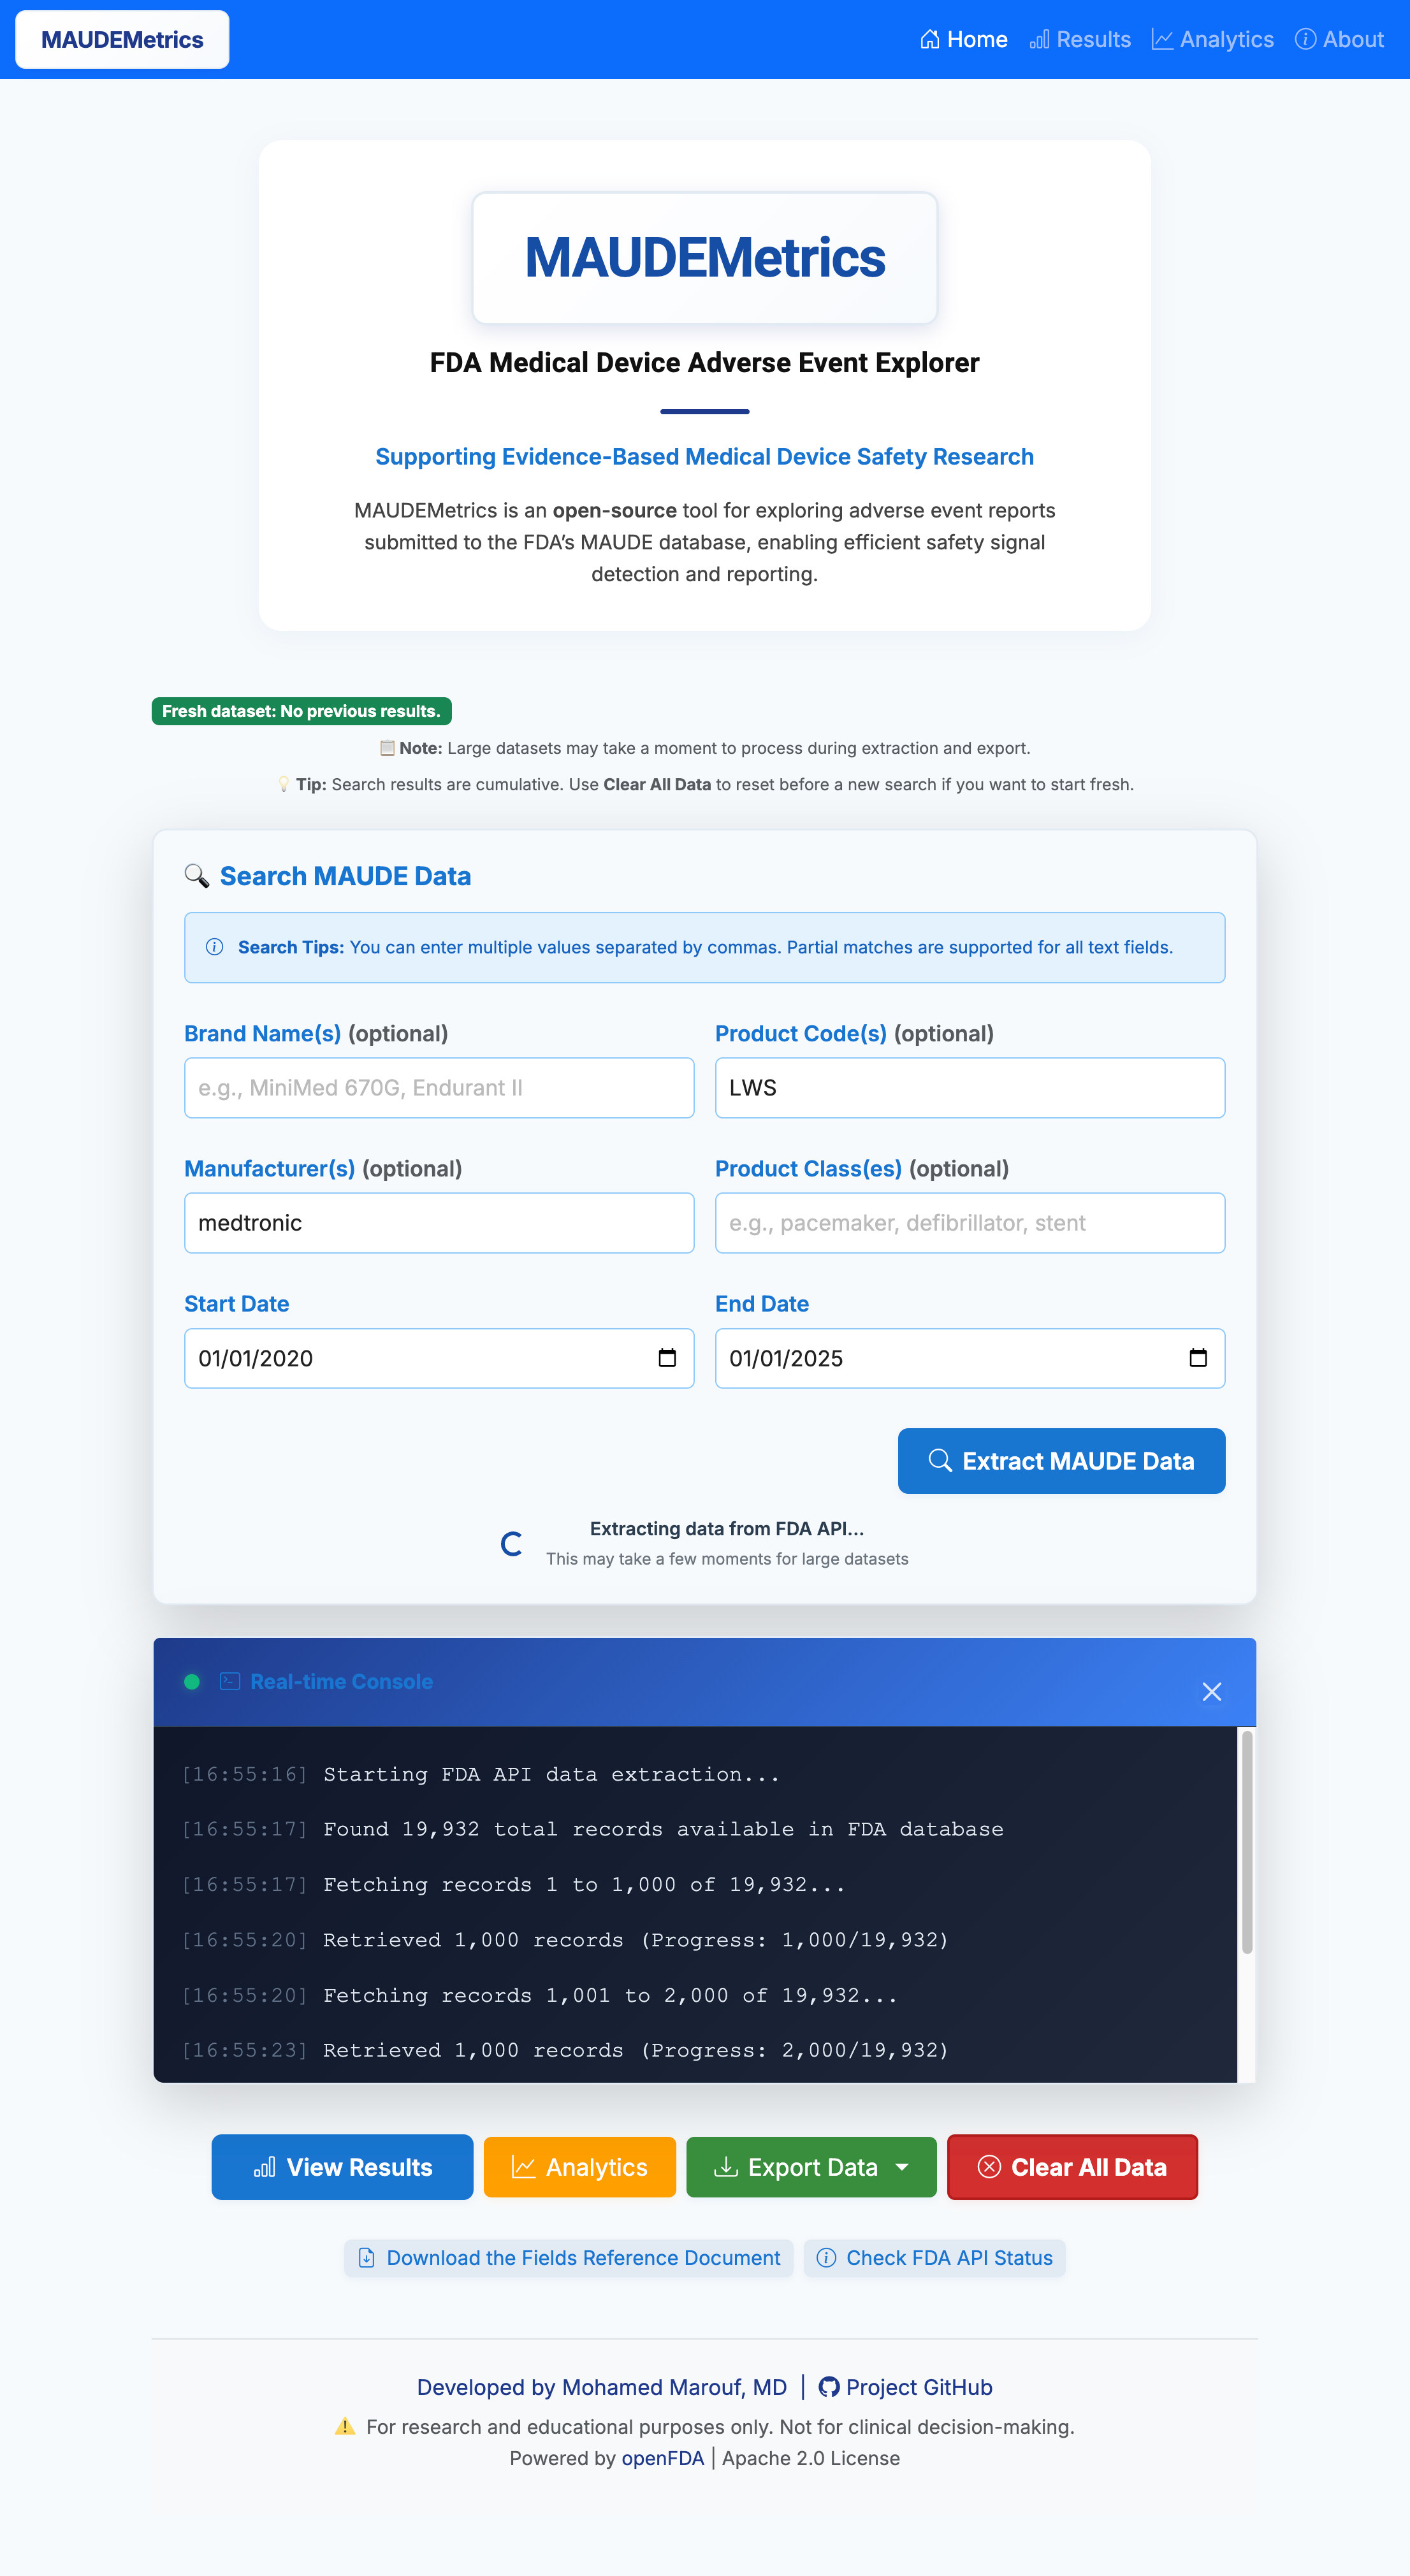 MAUDEMetrics
Home Results Analytics About
MAUDEMetrics
FDA Medical Device Adverse Event Explorer
Supporting Evidence-Based Medical Device Safety Research
MAUDEMetrics is an open-source tool for exploring adverse event reports
submitted to the FDA’s MAUDE database, enabling efficient safety signal
detection and reporting.
Fresh dataset: No previous results.
Note: Large datasets may take a moment to process during extraction and export.
Tip: Search results are cumulative. Use Clear All Data to reset before a new search if you want to start fresh.
Search MAUDE Data
Search Tips: You can enter multiple values separated by commas. Partial matches are supported for all text fields.
Brand Name(s) (optional)
e.g., MiniMed 670G, Endurant II
Product Code(s) (optional)
LWS
Manufacturer(s) (optional)
medtronic
Product Class(es) (optional)
e.g., pacemaker, defibrillator, stent
Start Date
01/01/2020
End Date
01/01/2025
Extract MAUDE Data
Extracting data from FDA API...
This may take a few moments for large datasets
Real-time Console
[16:55:16] Starting FDA API data extraction...
[16:55:17] Found 19,932 total records available in FDA database
[16:55:17] Fetching records 1 to 1,000 of 19,932...
[16:55:20] Retrieved 1,000 records (Progress: 1,000/19,932)
[16:55:20] Fetching records 1,001 to 2,000 of 19,932...
[16:55:23] Retrieved 1,000 records (Progress: 2,000/19,932)
View Results
Analytics
Export Data
Clear All Data
Download the Fields Reference Document
Check FDA API Status
Developed by Mohamed Marouf, MD | Project GitHub
For research and educational purposes only. Not for clinical decision-making.
Powered by openFDA | Apache 2.0 License